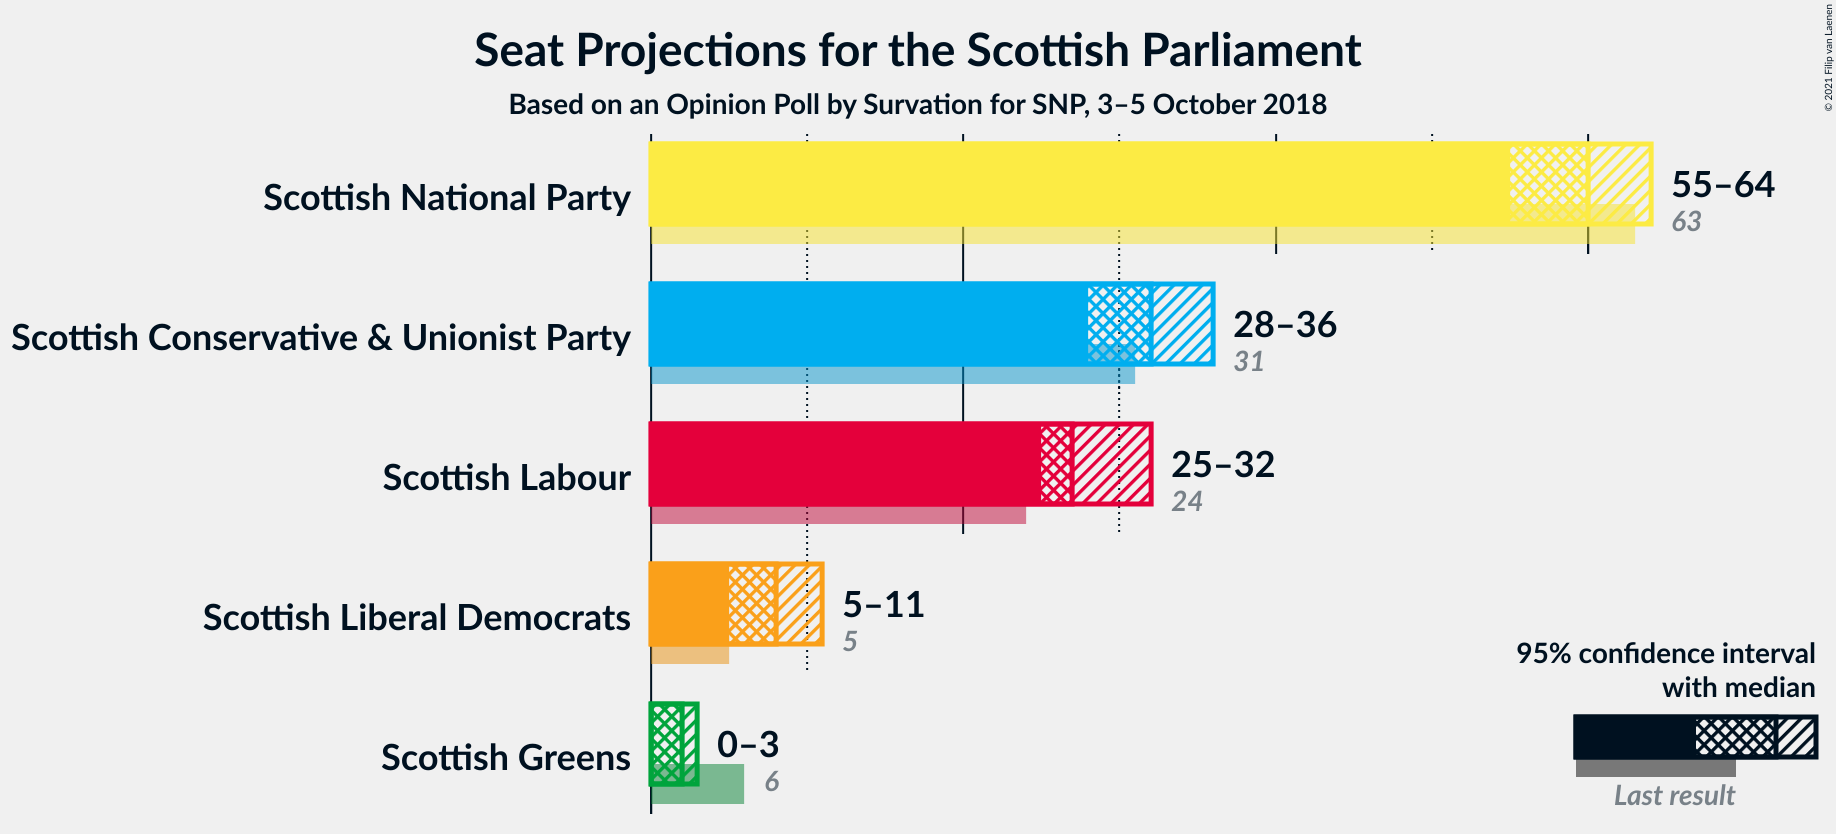 Seat Projections for the Scottish Parliament
Based on an Opinion Poll by Survation for SNP, 3–5 October 2018
© 2021 Filip van Laenen
Scottish National Party
55–64
63
Scottish Conservative & Unionist Party
28–36
31
Scottish Labour
25–32
24
Scottish Liberal Democrats
5–11
5
Scottish Greens
0–3
6
95% confidence interval
with median
Last result